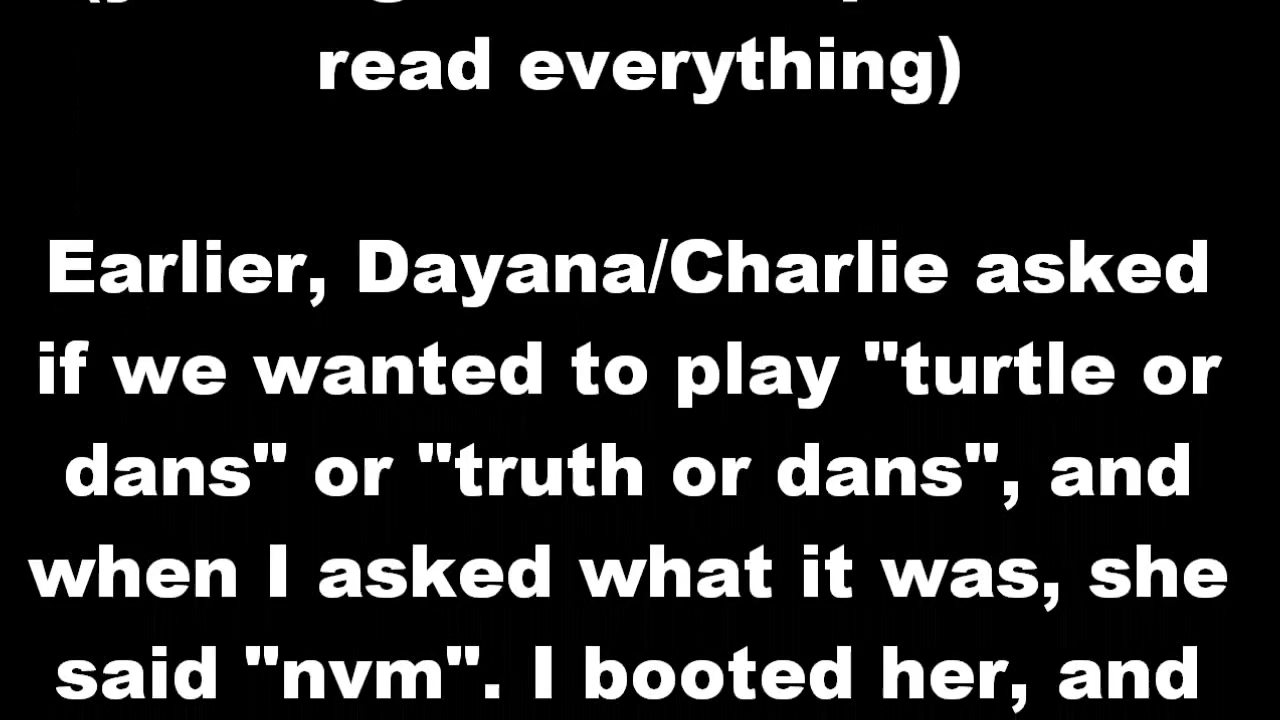 read everything)
Earlier, Dayana/Charlie asked
if we wanted to play "turtle or
dans" or "truth or dans", and
when I asked what it was, she
said "nvm". I booted her, and